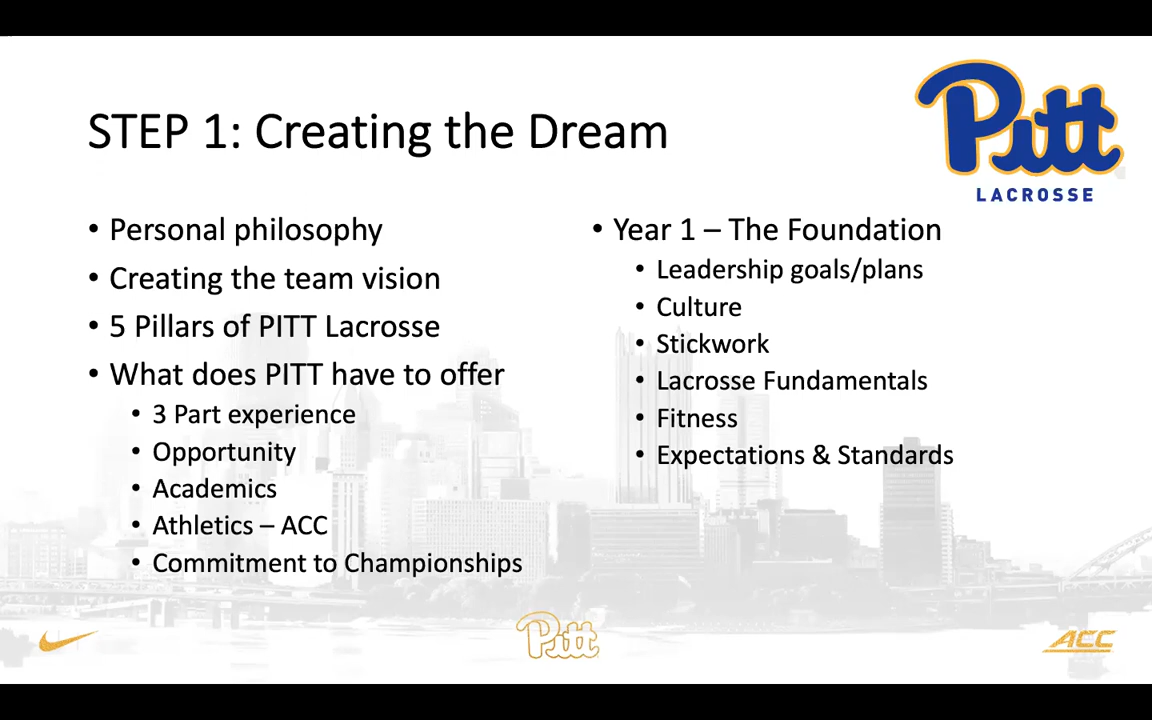 Pitt
LACROSSE
STEP 1: Creating the Dream
• Personal philosophy
• Creating the team vision
• 5 Pillars of PITT Lacrosse
• What does PITT have to offer
• 3 Part experience
• Opportunity
• Academics
• Athletics – ACC
• Commitment to Championships
• Year 1 – The Foundation
• Leadership goals/plans
• Culture
• Stickwork
• Lacrosse Fundamentals
• Fitness
• Expectations & Standards
Pitt
ACC